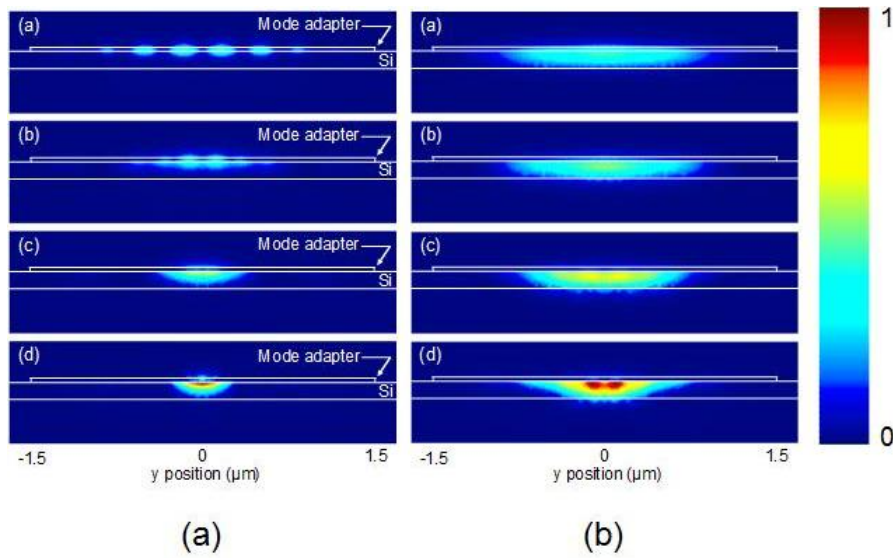 (a) Mode adapter
Si
(b) Mode adapter
Si
(c) Mode adapter
Si
(d) Mode adapter
Si
-1.5 0 1.5
y position (µm)
(a)
(a)
(b)
(c)
(d)
-1.5 0 1.5
y position (µm)
(b)
1
0